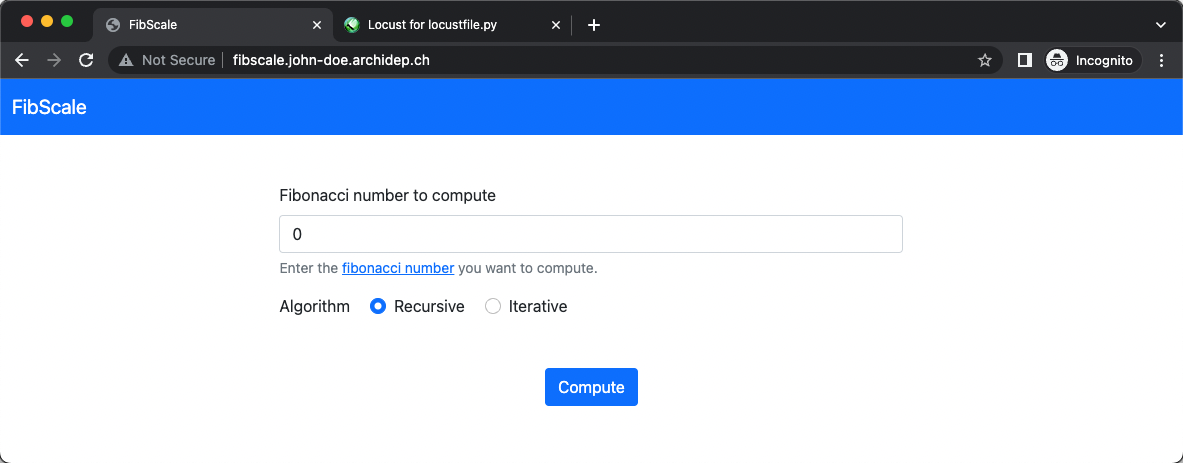 FibScale
Locust for locustfile.py
Not Secure fibscale.john-doe.archidep.ch
Incognito
FibScale
Fibonacci number to compute
0
Enter the fibonacci number you want to compute.
Algorithm Recursive Iterative
Compute